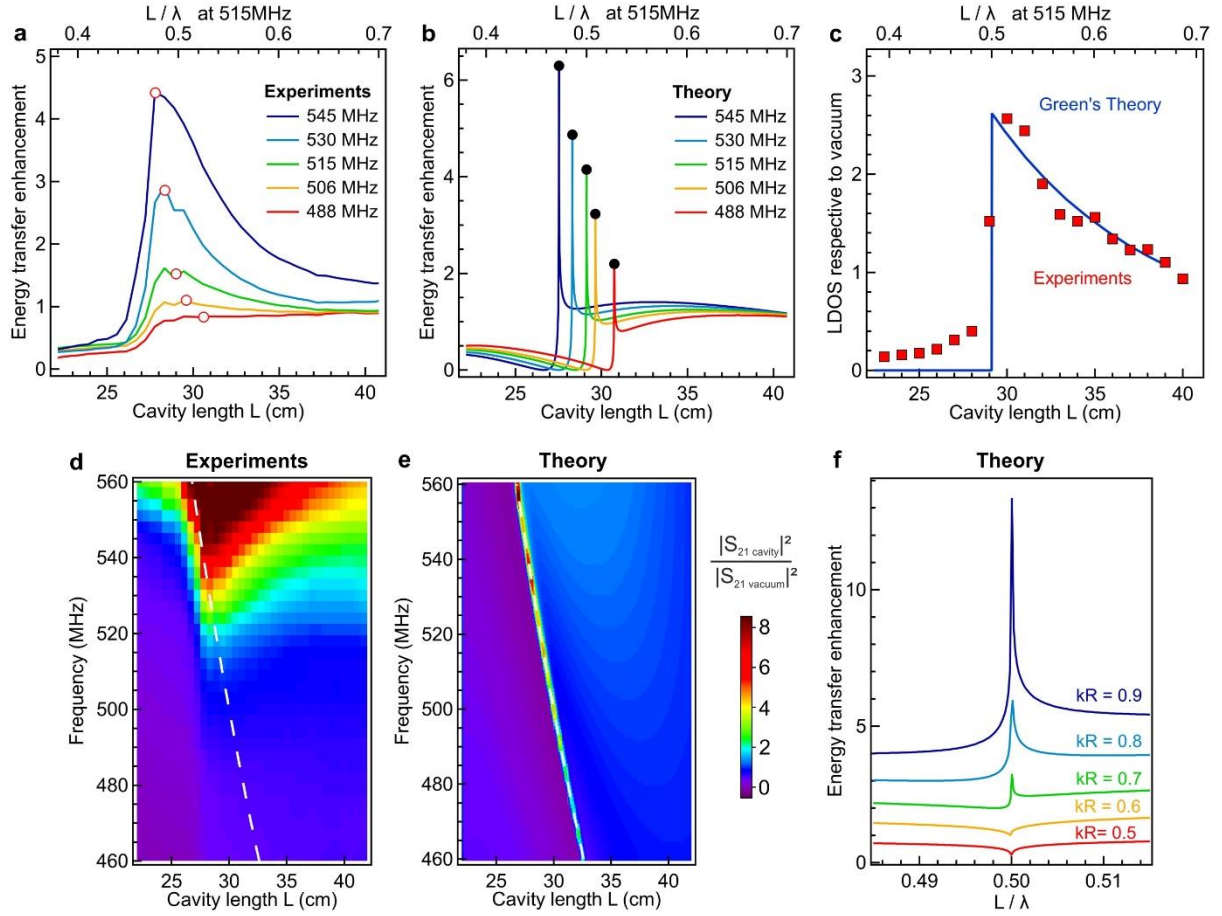 a
L / λ at 515MHz
0.4 0.5 0.6 0.7
5
4
3
2
1
0
Energy transfer enhancement
Experiments
545 MHz
530 MHz
515 MHz
506 MHz
488 MHz
25 30 35 40
Cavity length L (cm)
b
L / λ at 515MHz
0.4 0.5 0.6 0.7
6
4
2
0
Energy transfer enhancement
Theory
545 MHz
530 MHz
515 MHz
506 MHz
488 MHz
25 30 35 40
Cavity length L (cm)
c
L / λ at 515 MHz
0.4 0.5 0.6 0.7
3
2
1
0
LDOS respective to vacuum
Green's Theory
Experiments
25 30 35 40
Cavity length L (cm)
d
Experiments
560
540
520
500
480
460
Frequency (MHz)
25 30 35 40
Cavity length L (cm)
e
Theory
560
540
520
500
480
460
Frequency (MHz)
25 30 35 40
Cavity length L (cm)
|S21 cavity|²
|S21 vacuum|²
8
6
4
2
0
f
Theory
10
5
0
Energy transfer enhancement
kR = 0.9
kR = 0.8
kR = 0.7
kR = 0.6
kR= 0.5
0.49 0.50 0.51
L / λ